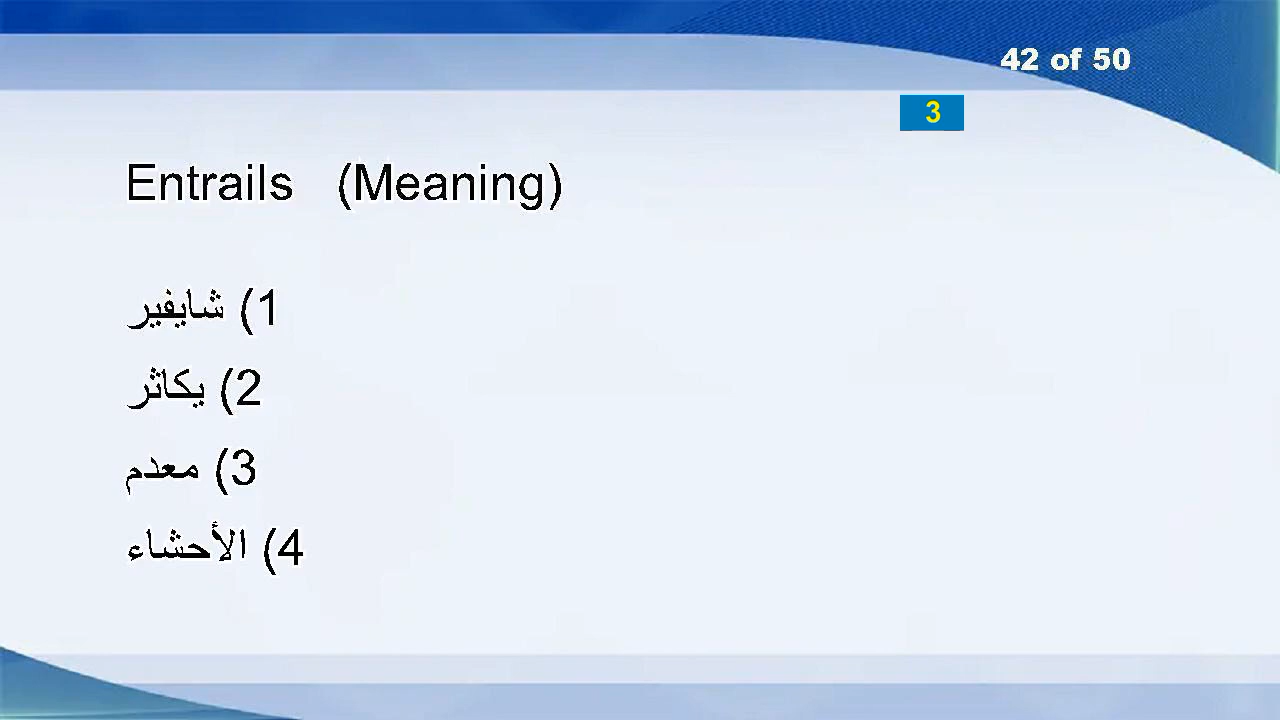 42 of 50
3
Entrails (Meaning)
1) شايفير
2) يكاثر
3) معدم
4) الأحشاء